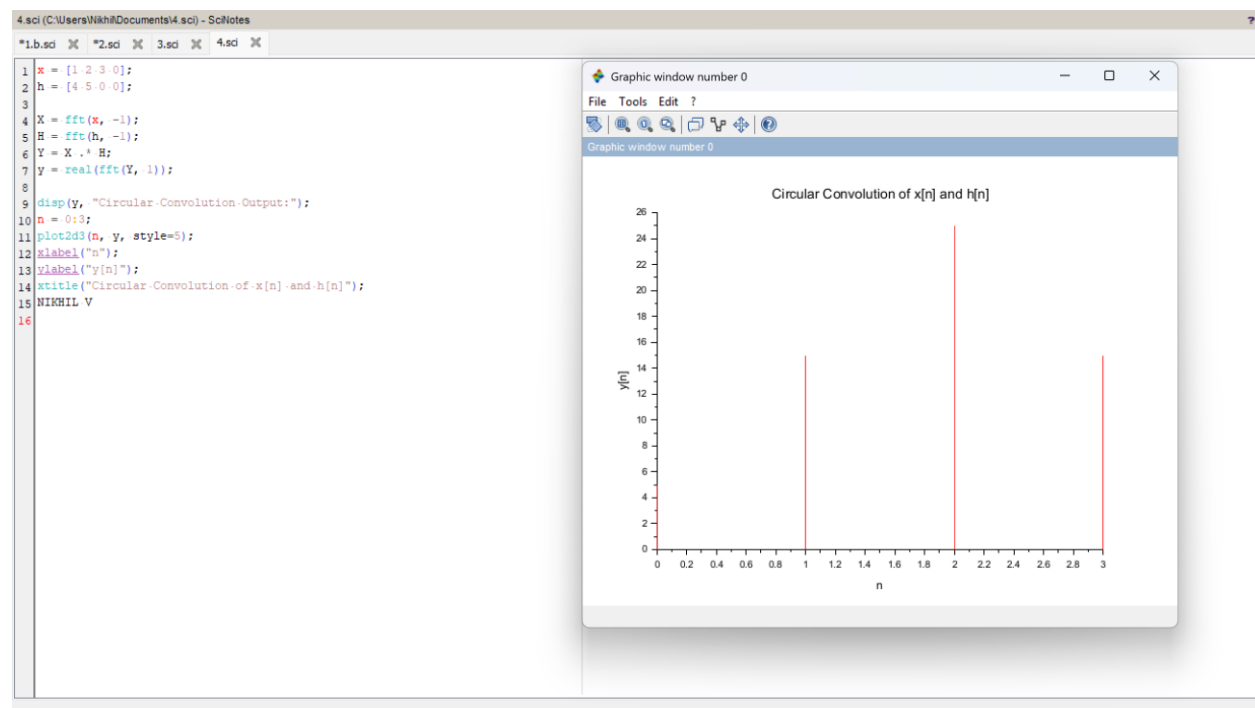 4.sci (C:\Users\Nikhil\Documents\4.sci) - SciNotes
?
*1.b.sci *2.sci 3.sci 4.sci
1 x = [1 2 3 0];
2 h = [4 5 0 0];
3
4 X = fft(x, -1);
5 H = fft(h, -1);
6 Y = X .* H;
7 y = real(fft(Y, 1));
8
9 disp(y, "Circular Convolution Output:");
10 n = 0:3;
11 plot2d3(n, y, style=5);
12 xlabel("n");
13 ylabel("y[n]");
14 xtitle("Circular Convolution of x[n] and h[n]");
15 NIKHIL V
16
Graphic window number 0
File Tools Edit ?
Graphic window number 0
Circular Convolution of x[n] and h[n]
26
24
22
20
18
16
14
12
10
8
6
4
2
0
y[n]
0 0.2 0.4 0.6 0.8 1 1.2 1.4 1.6 1.8 2 2.2 2.4 2.6 2.8 3
n